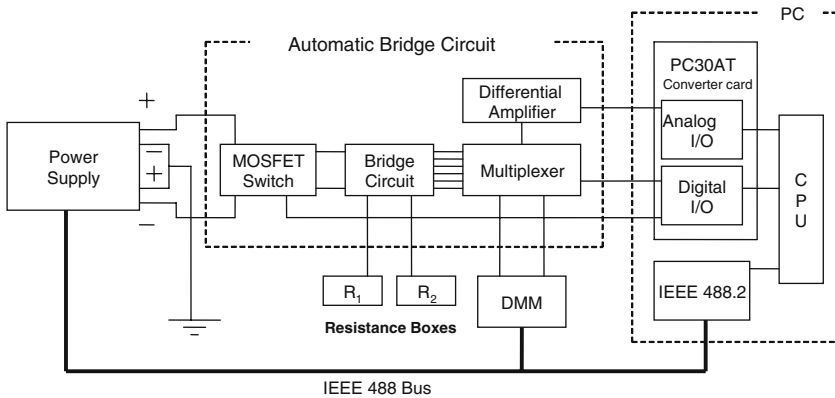 PC
Automatic Bridge Circuit
PC30AT
Converter card
Differential
Amplifier
Analog
I/O
+
Power
Supply
−
+
−
MOSFET
Switch
Bridge
Circuit
Multiplexer
Digital
I/O
CPU
R1
R2
Resistance Boxes
DMM
IEEE 488.2
IEEE 488 Bus